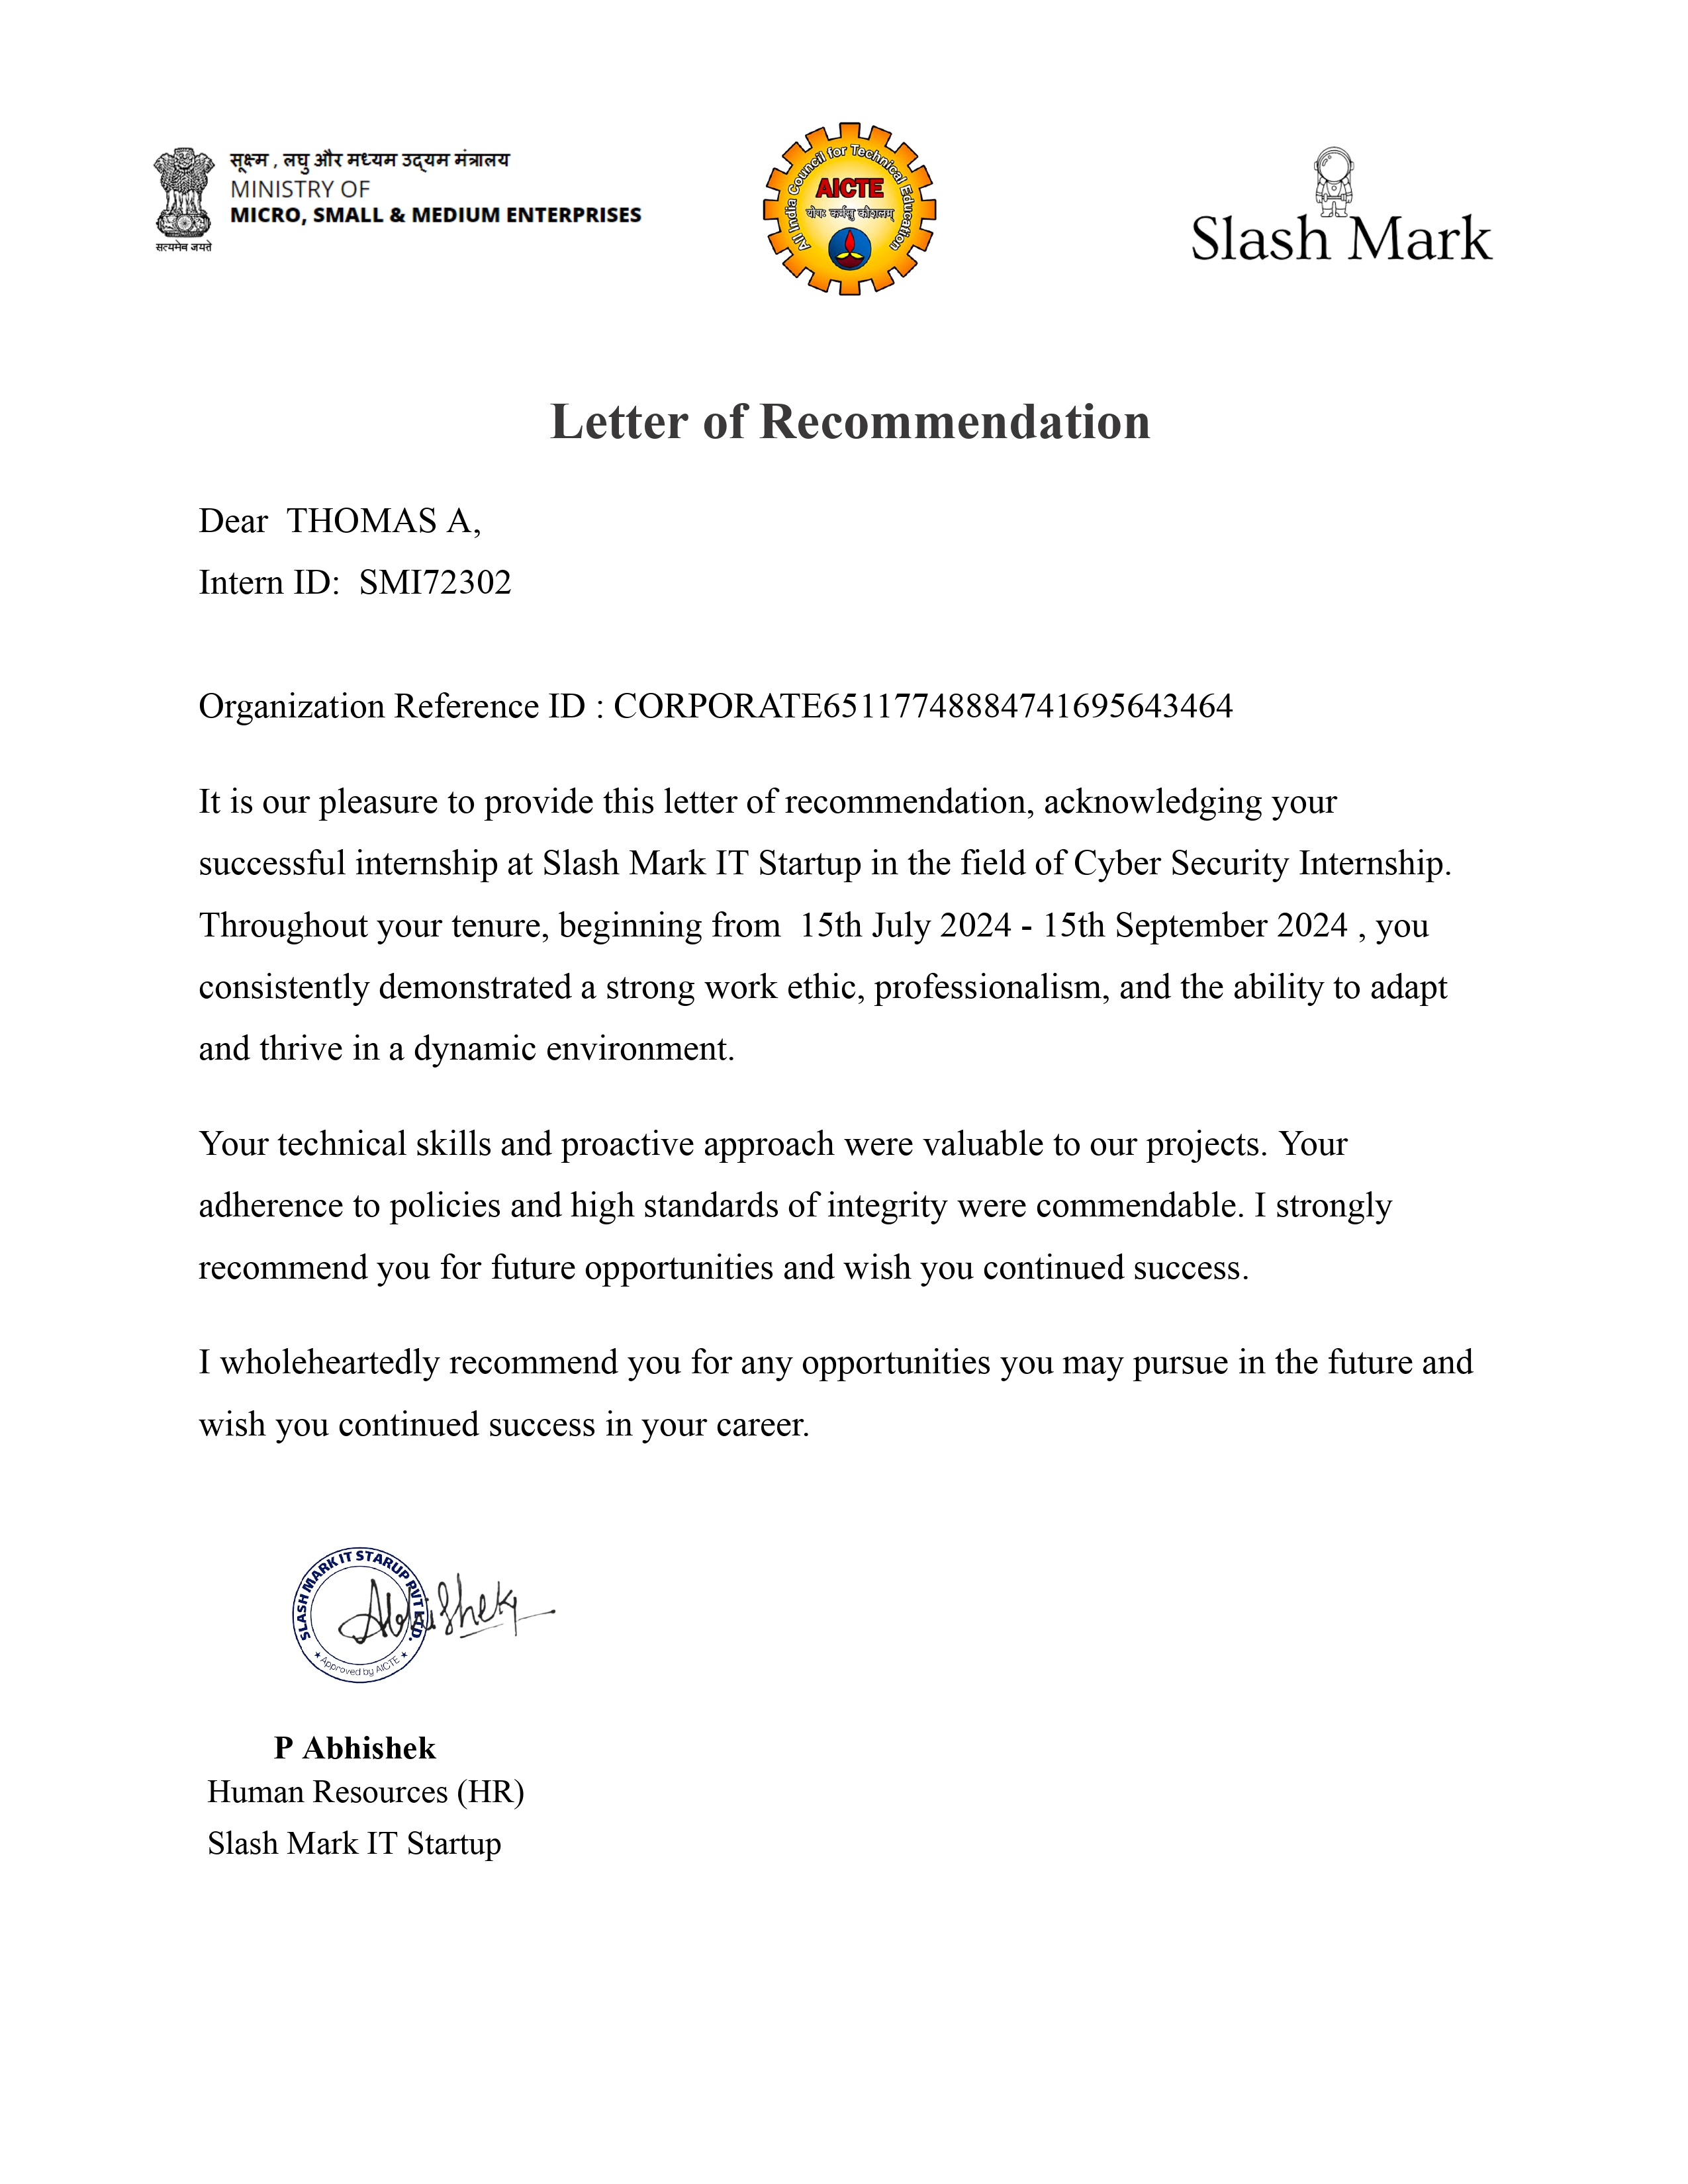 सूक्ष्म , लघु और मध्यम उद्यम मंत्रालय
MINISTRY OF
MICRO, SMALL & MEDIUM ENTERPRISES
सत्यमेव जयते
All India Council for Technical Education
AICTE
योगः कर्मसु कौशलम्
Slash Mark
Letter of Recommendation
Dear THOMAS A,
Intern ID: SMI72302
Organization Reference ID : CORPORATE65117748884741695643464
It is our pleasure to provide this letter of recommendation, acknowledging your
successful internship at Slash Mark IT Startup in the field of Cyber Security Internship.
Throughout your tenure, beginning from 15th July 2024 - 15th September 2024 , you
consistently demonstrated a strong work ethic, professionalism, and the ability to adapt
and thrive in a dynamic environment.
Your technical skills and proactive approach were valuable to our projects. Your
adherence to policies and high standards of integrity were commendable. I strongly
recommend you for future opportunities and wish you continued success.
I wholeheartedly recommend you for any opportunities you may pursue in the future and
wish you continued success in your career.
SLASH MARK IT STARUP PVT LTD.
★ Approved by AICTE ★
Abhishek
P Abhishek
Human Resources (HR)
Slash Mark IT Startup